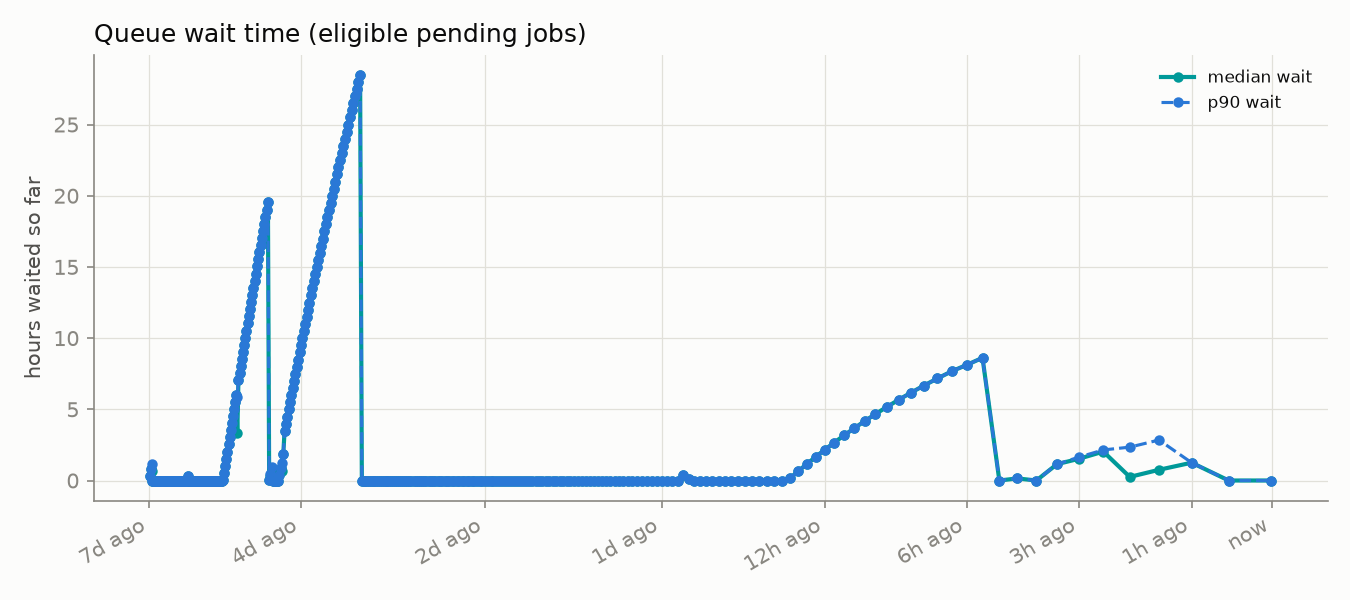 Queue wait time (eligible pending jobs)
median wait
p90 wait
hours waited so far
25
20
15
10
5
0
7d ago
4d ago
2d ago
1d ago
12h ago
6h ago
3h ago
1h ago
now